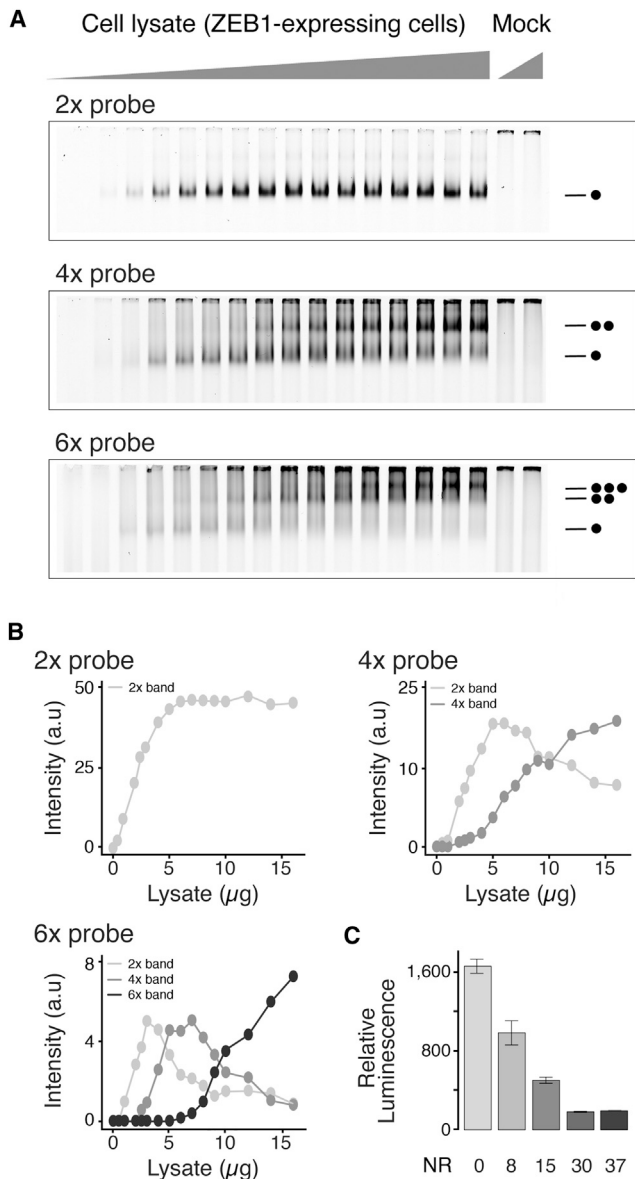 A
Cell lysate (ZEB1-expressing cells) Mock
2x probe
4x probe
6x probe
B
2x probe
50
25
0
Intensity (a.u)
2x band
0 5 10 15
Lysate (µg)
4x probe
25
10
0
Intensity (a.u)
2x band
4x band
0 5 10 15
Lysate (µg)
6x probe
8
4
0
Intensity (a.u)
2x band
4x band
6x band
0 5 10 15
Lysate (µg)
C
1,600
800
0
Relative
Luminescence
NR 0 8 15 30 37